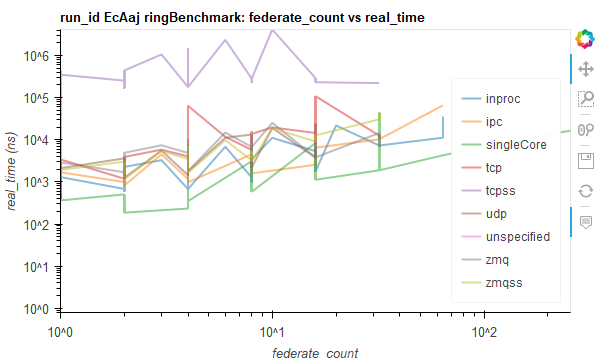 run_id EcAaj ringBenchmark: federate_count vs real_time
real_time (ns)
10^6
10^5
10^4
10^3
10^2
10^1
10^0
10^0
10^1
10^2
federate_count
inproc
ipc
singleCore
tcp
tcpss
udp
unspecified
zmq
zmqss